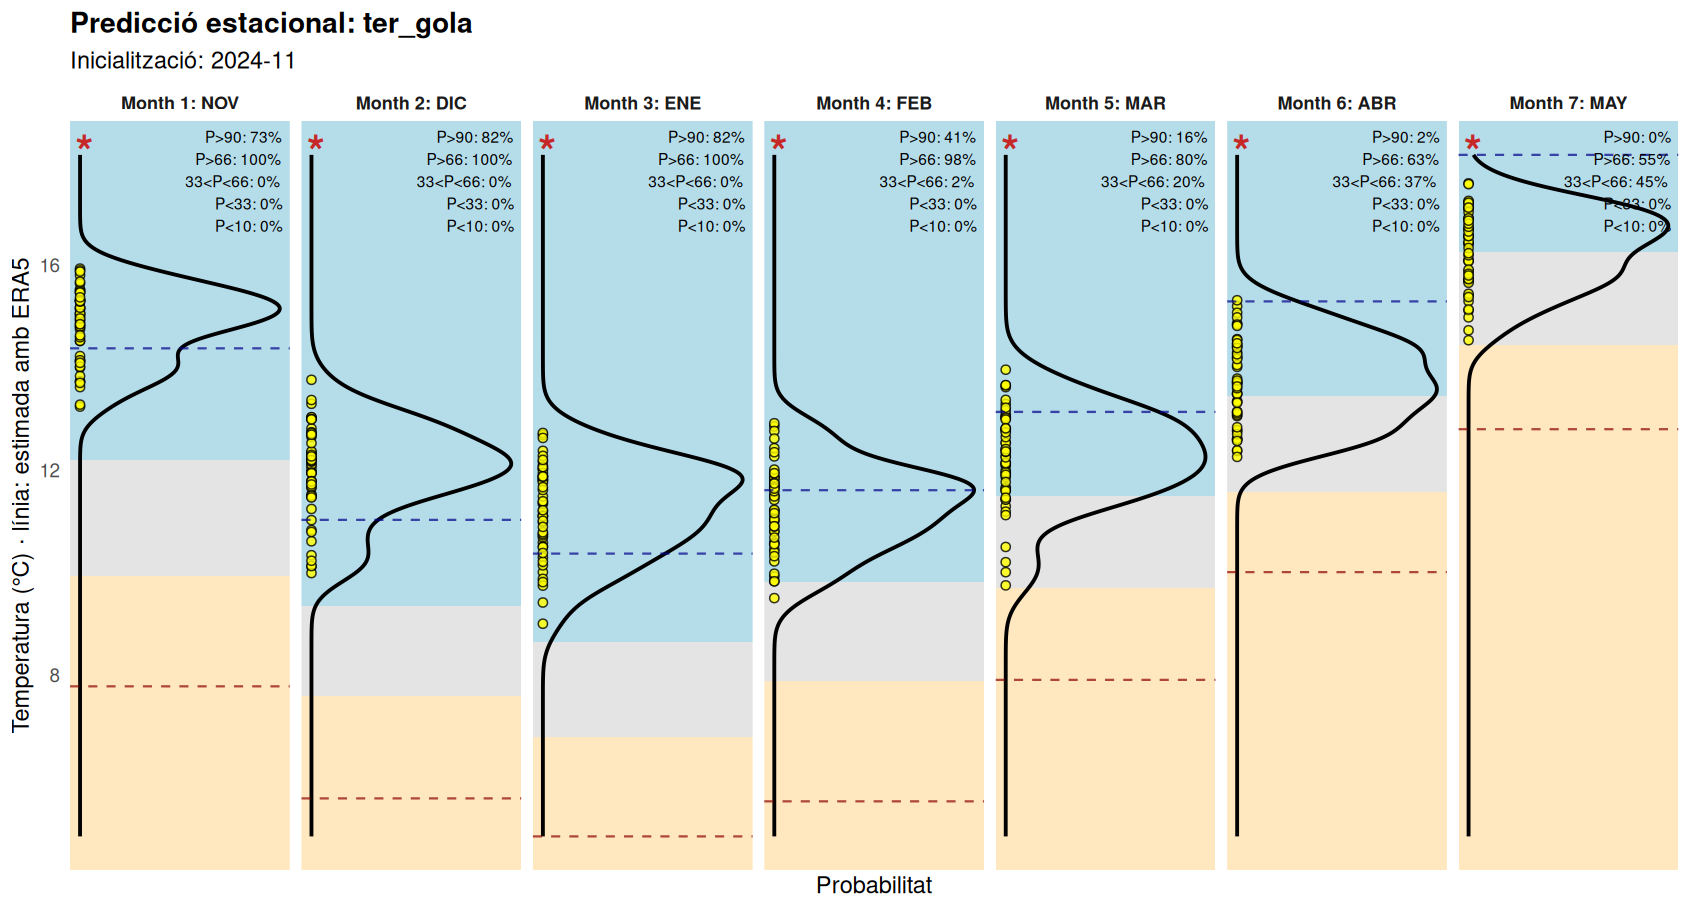 Predicció estacional: ter_gola
Inicialització: 2024-11
Month 1: NOV
Month 2: DIC
Month 3: ENE
Month 4: FEB
Month 5: MAR
Month 6: ABR
Month 7: MAY
*
P>90: 73%
P>66: 100%
33<P<66: 0%
P<33: 0%
P<10: 0%
*
P>90: 82%
P>66: 100%
33<P<66: 0%
P<33: 0%
P<10: 0%
*
P>90: 82%
P>66: 100%
33<P<66: 0%
P<33: 0%
P<10: 0%
*
P>90: 41%
P>66: 98%
33<P<66: 2%
P<33: 0%
P<10: 0%
*
P>90: 16%
P>66: 80%
33<P<66: 20%
P<33: 0%
P<10: 0%
*
P>90: 2%
P>66: 63%
33<P<66: 37%
P<33: 0%
P<10: 0%
*
P>90: 0%
P>66: 55%
33<P<66: 45%
P<33: 0%
P<10: 0%
16
12
8
Temperatura (°C) · línia: estimada amb ERA5
Probabilitat